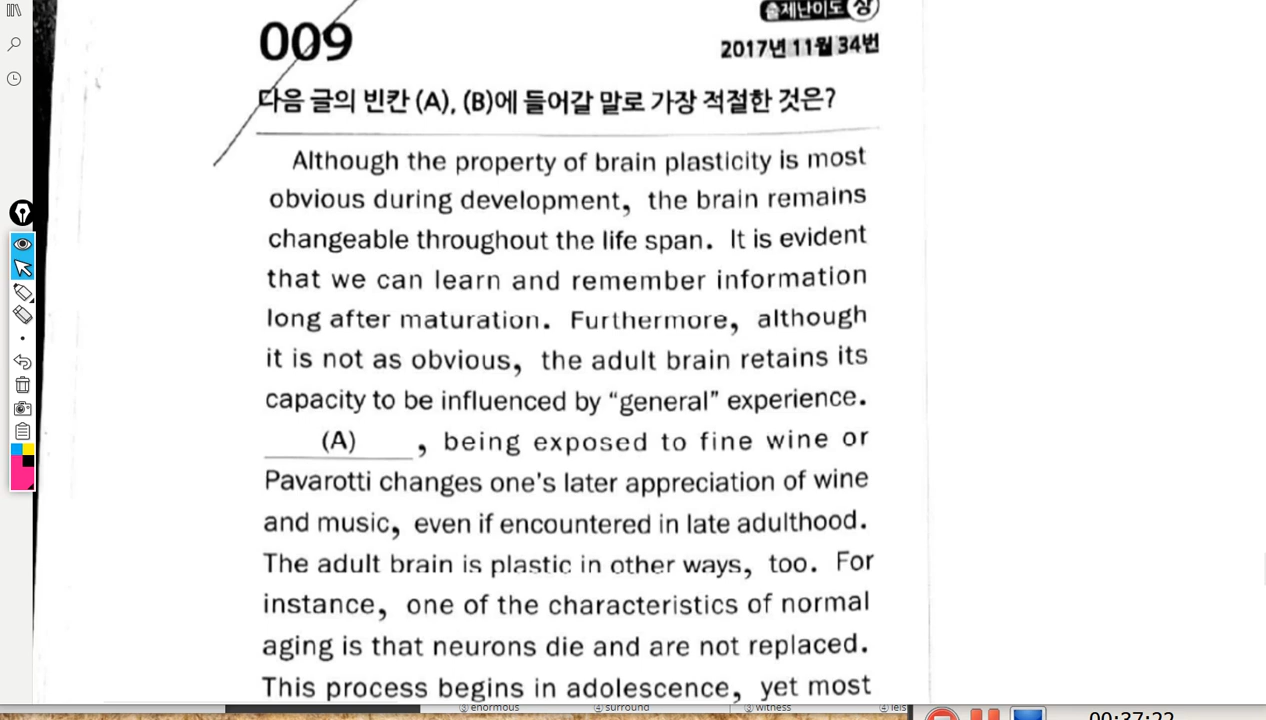 출제난이도 상
009
2017년 11월 34번
다음 글의 빈칸 (A), (B)에 들어갈 말로 가장 적절한 것은?
Although the property of brain plasticity is most
obvious during development, the brain remains
changeable throughout the life span. It is evident
that we can learn and remember information
long after maturation. Furthermore, although
it is not as obvious, the adult brain retains its
capacity to be influenced by “general” experience.
(A) , being exposed to fine wine or
Pavarotti changes one's later appreciation of wine
and music, even if encountered in late adulthood.
The adult brain is plastic in other ways, too. For
instance, one of the characteristics of normal
aging is that neurons die and are not replaced.
This process begins in adolescence, yet most
③ enormous ④ surround ③ witness ④ leis
00:37:22